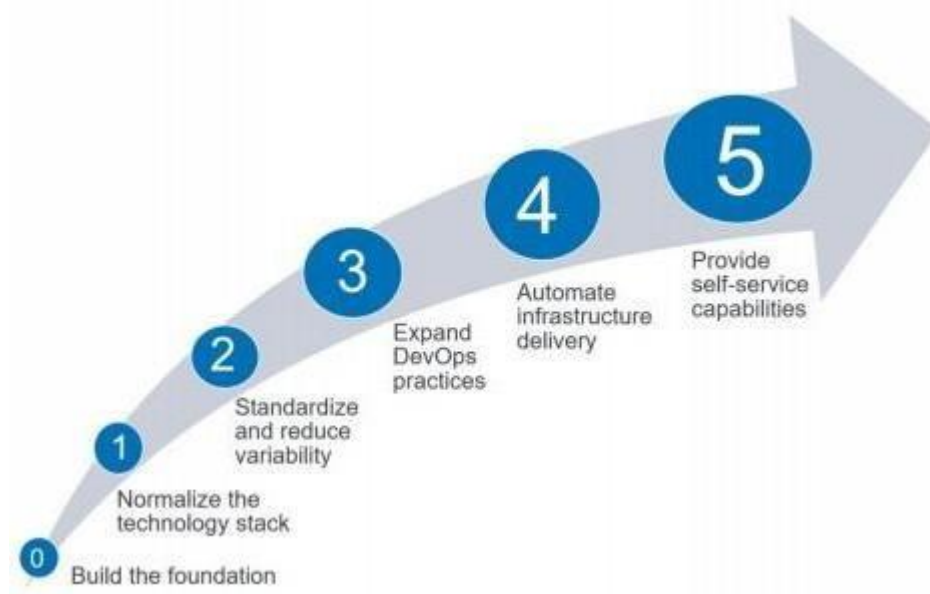 0
Build the foundation
1
Normalize the
technology stack
2
Standardize
and reduce
variability
3
Expand
DevOps
practices
4
Automate
infrastructure
delivery
5
Provide
self-service
capabilities